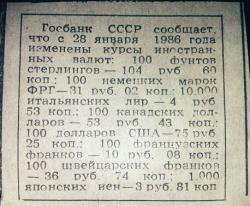 Госбанк СССР сообщает,
что с 28 января 1986 года
изменены курсы иностран-
ных валют: 100 фунтов
стерлингов — 104 руб. 60
коп.; 100 немецких марок
ФРГ—31 руб. 02 коп.; 10.000
итальянских лир — 4 руб.
53 коп.; 100 канадских дол-
ларов — 53 руб. 43 коп.;
100 долларов США—75 руб.
25 коп.; 100 французских
франков — 10 руб. 08 коп.;
100 швейцарских франков
— 36 руб. 74 коп.; 1.000
японских иен—3 руб. 81 коп